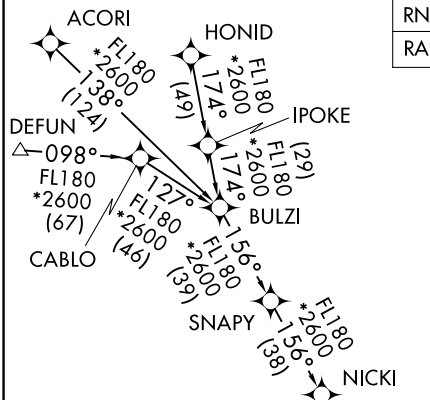 ACORI
FL180
*2600
138°
(124)
HONID
FL180
*2600
174°
(49)
IPOKE
FL180
*2600
174°
(29)
DEFUN
098°
FL180
*2600
(67)
CABLO
127°
FL180
*2600
(46)
BULZI
156°
FL180
*2600
(39)
SNAPY
FL180
*2600
156°
(38)
NICKI
RN
RA